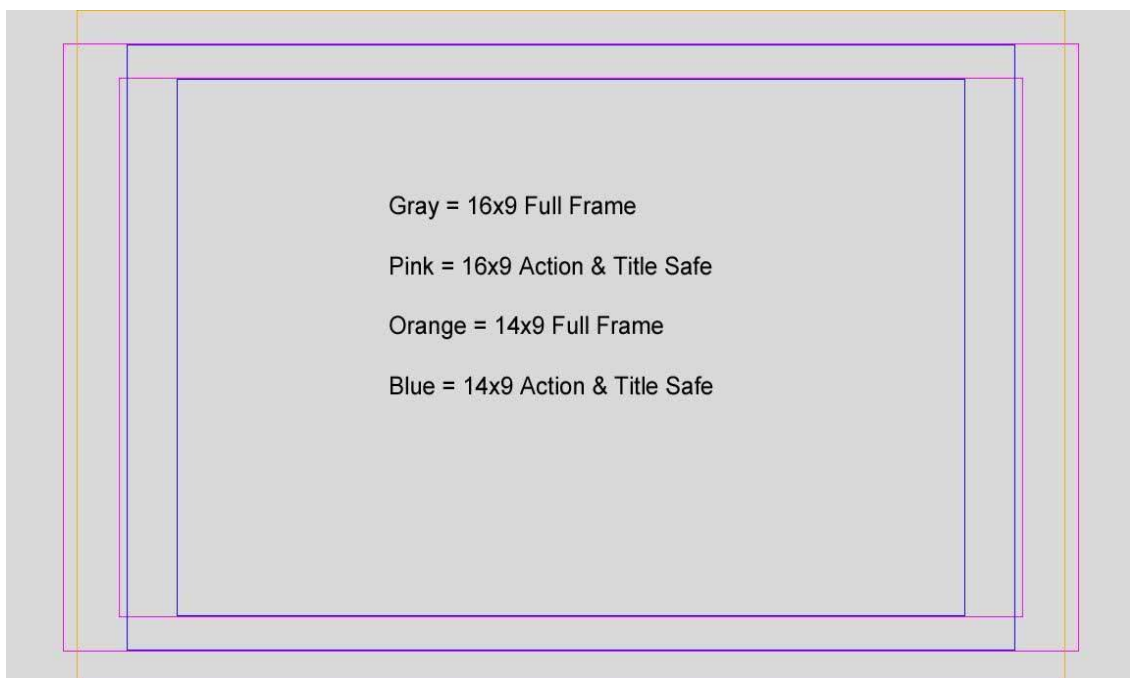 Gray = 16x9 Full Frame
Pink = 16x9 Action & Title Safe
Orange = 14x9 Full Frame
Blue = 14x9 Action & Title Safe